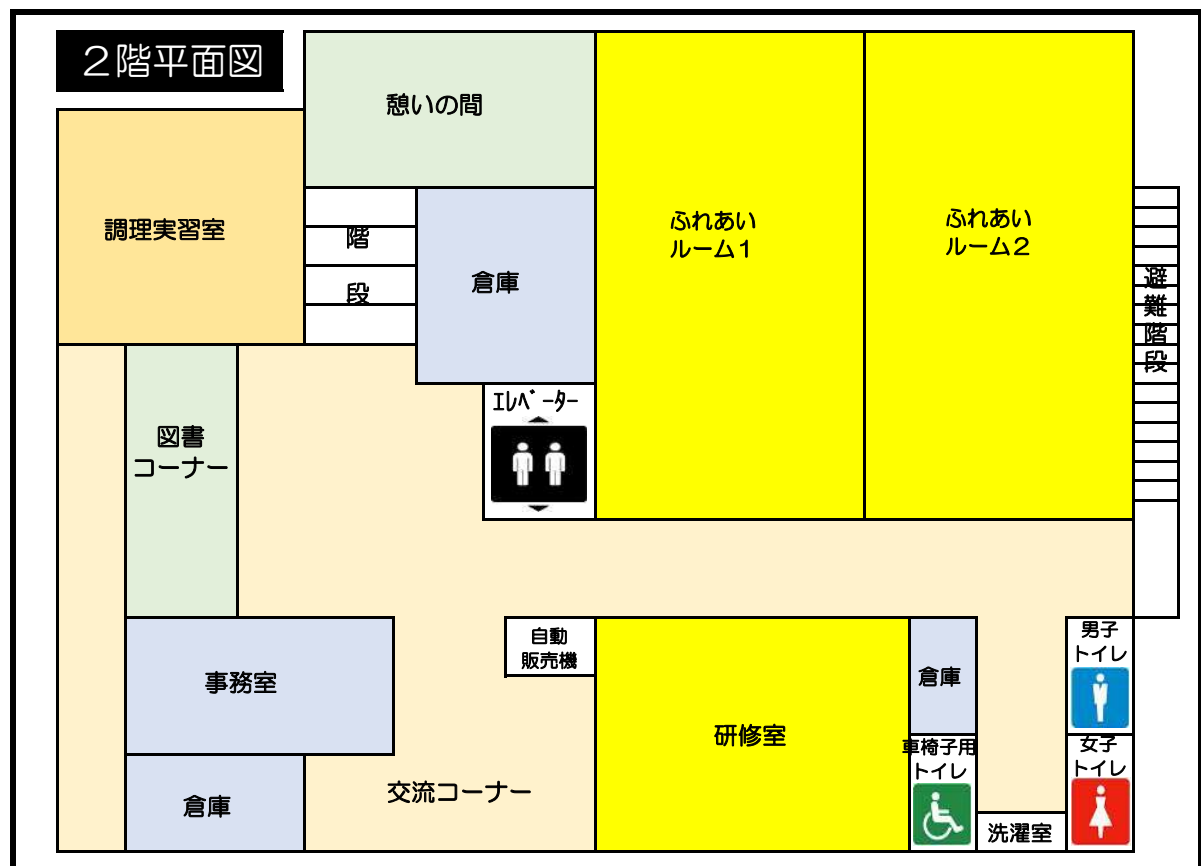 ２階平面図
憩いの間
調理実習室
階
段
倉庫
ふれあい
ルーム１
ふれあい
ルーム２
避
難
階
段
ｴﾚﾍﾞｰﾀｰ
図書
コーナー
自動
販売機
男子
トイレ
事務室
倉庫
研修室
車椅子用
トイレ
女子
トイレ
倉庫
交流コーナー
洗濯室